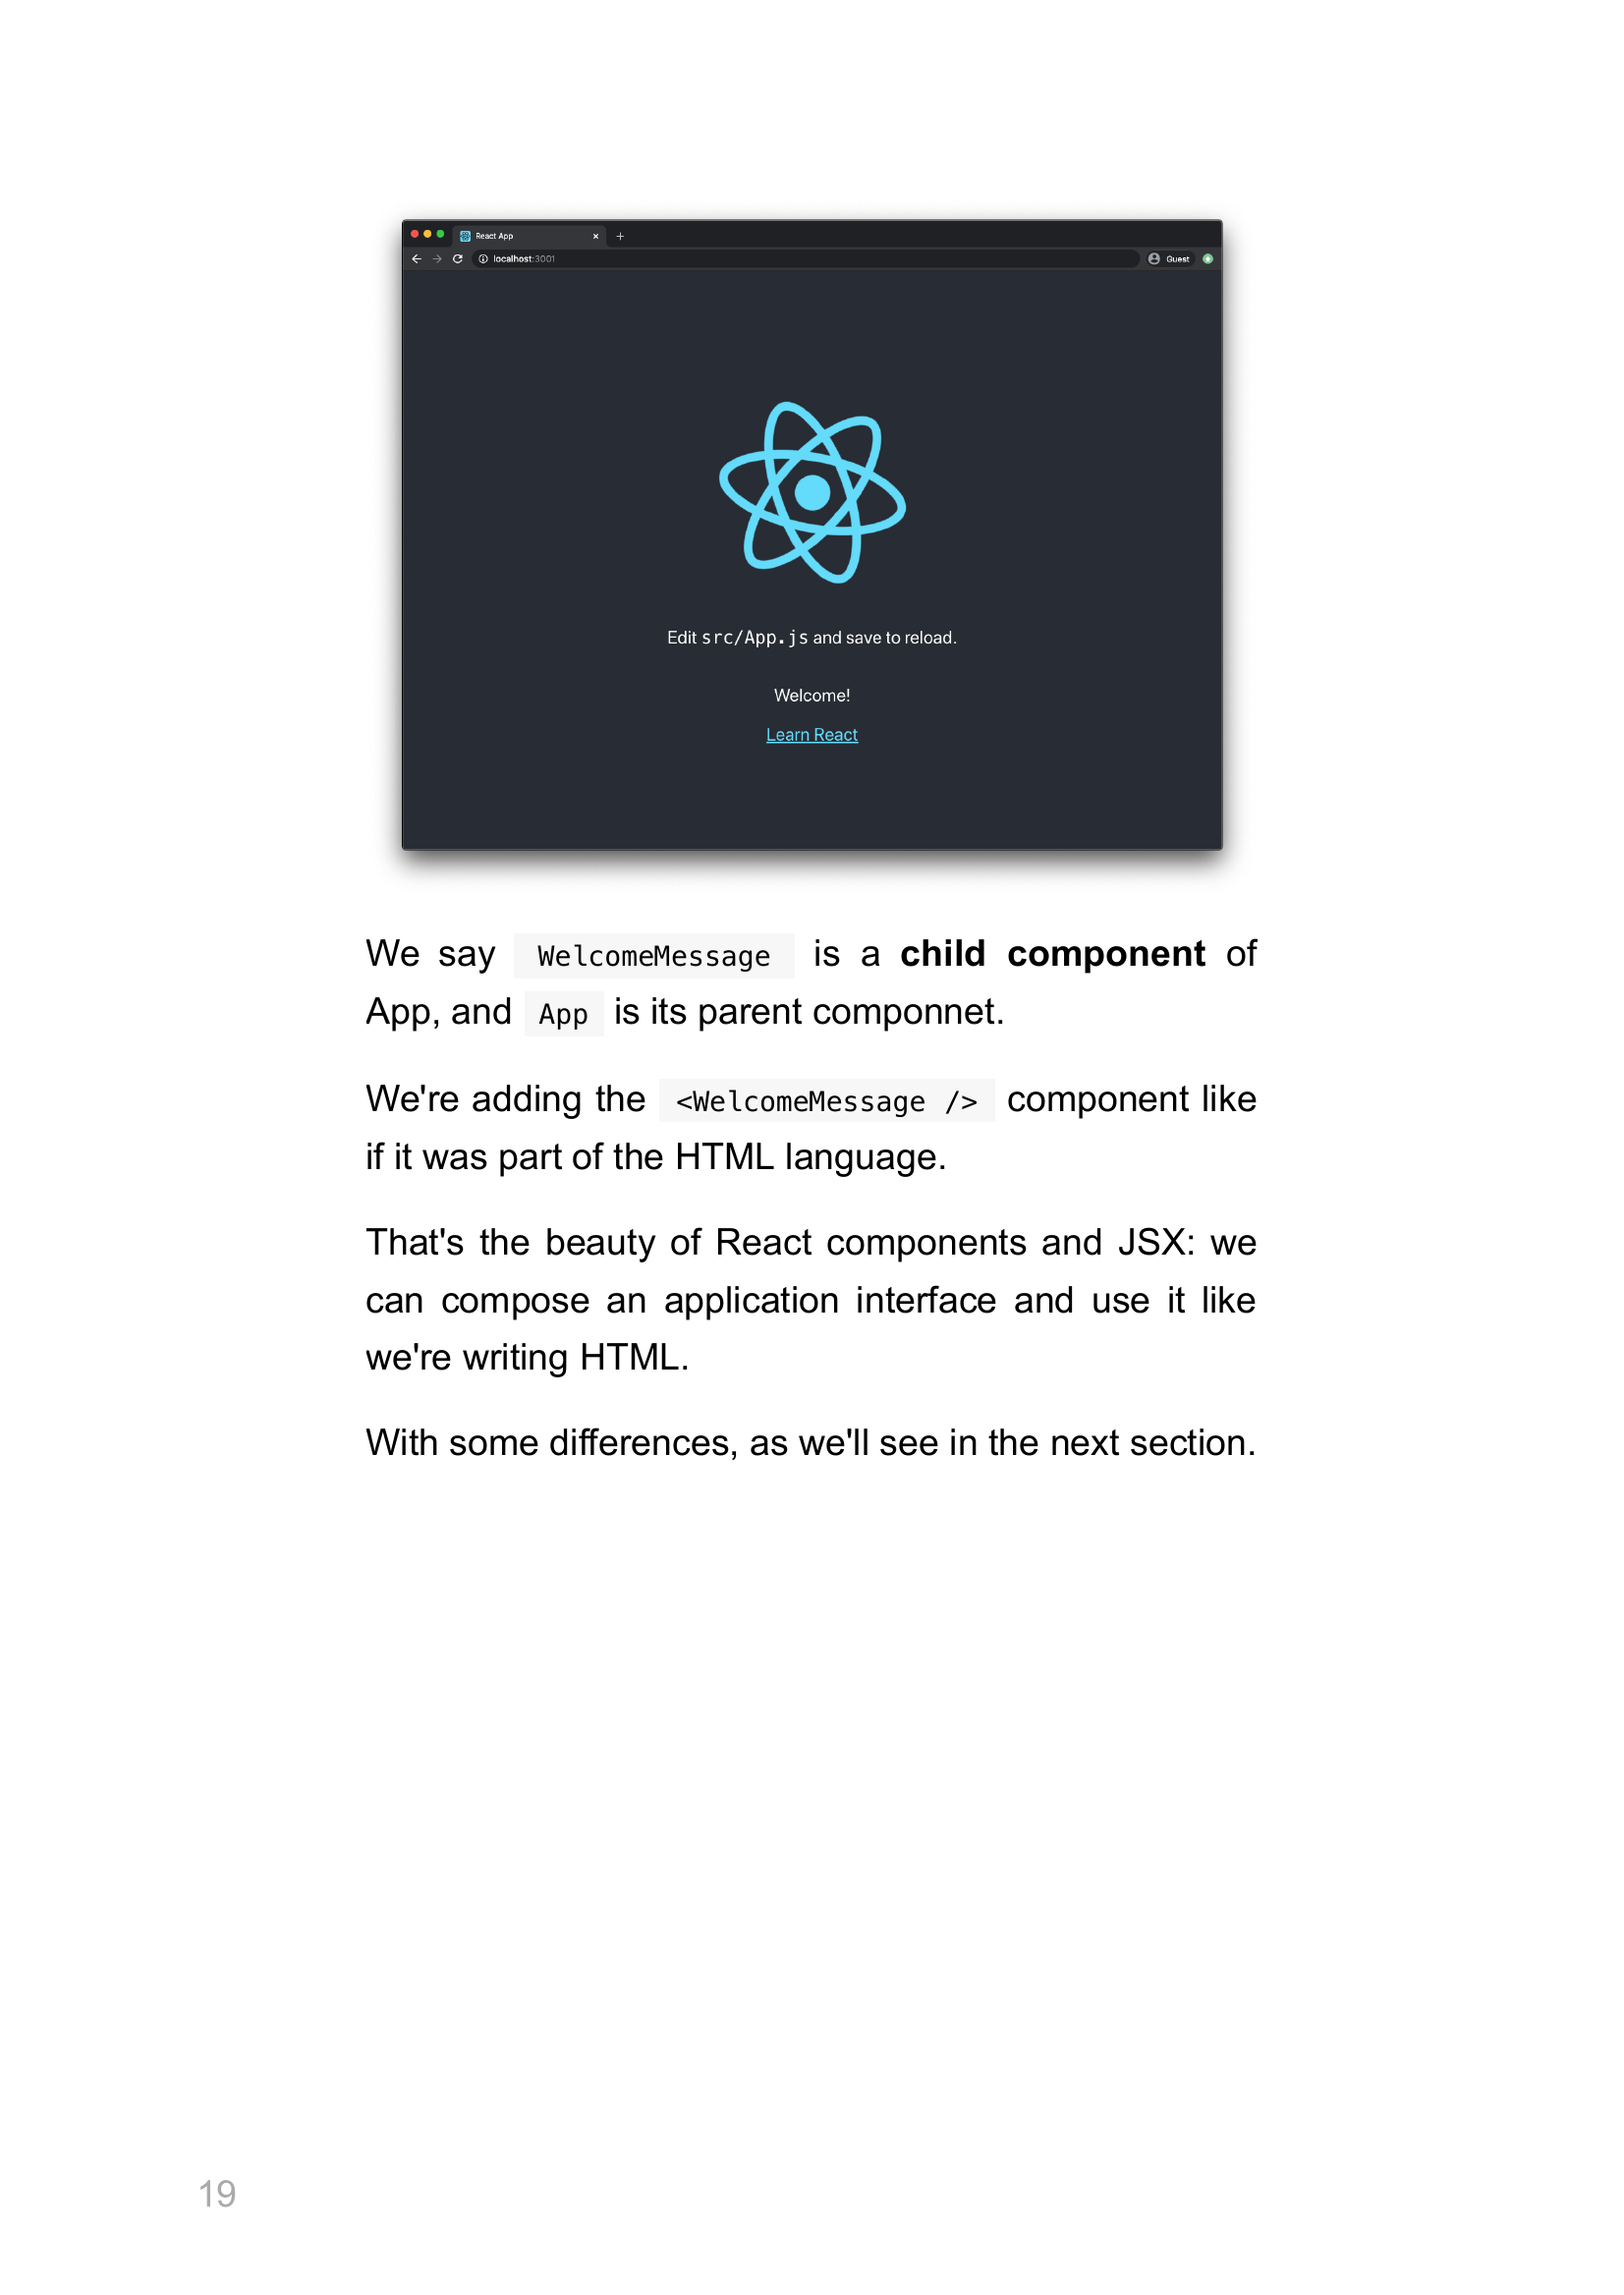 React App
localhost:3001
Guest
Edit src/App.js and save to reload.
Welcome!
Learn React
We say WelcomeMessage is a child component of
App, and App is its parent componnet.
We're adding the <WelcomeMessage /> component like
if it was part of the HTML language.
That's the beauty of React components and JSX: we
can compose an application interface and use it like
we're writing HTML.
With some differences, as we'll see in the next section.
19